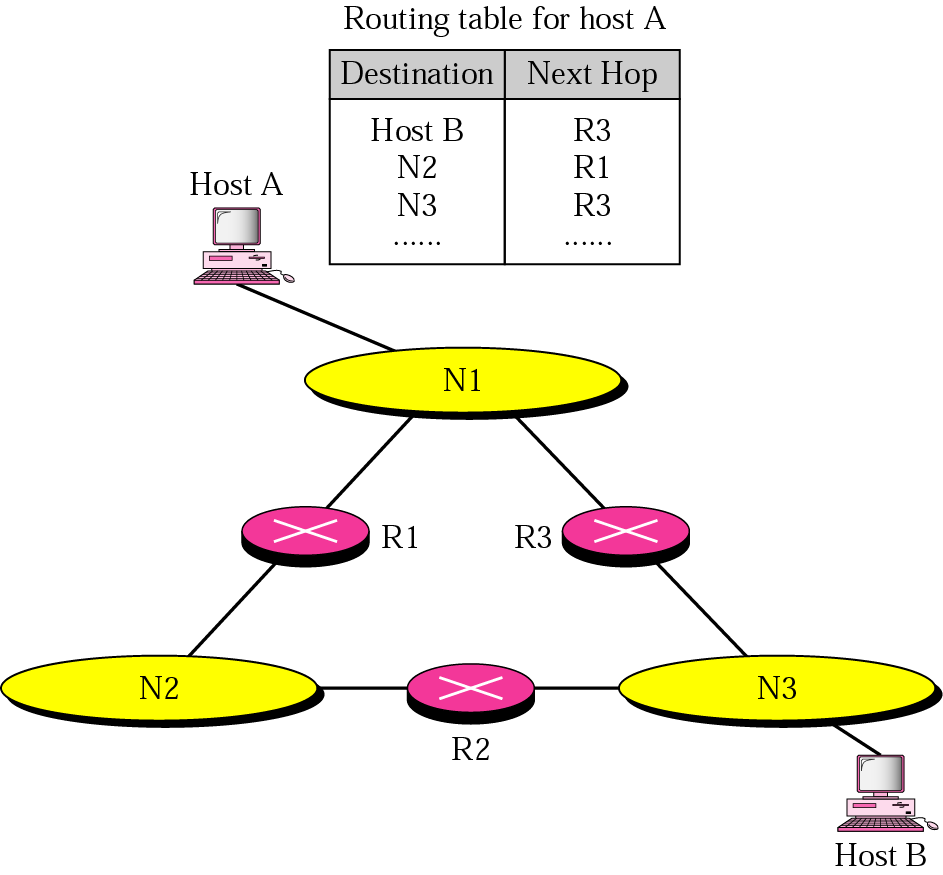 Routing table for host A
Destination Next Hop
Host B R3
N2 R1
N3 R3
...... ......
Host A
N1
R1 R3
N2 N3
R2
Host B